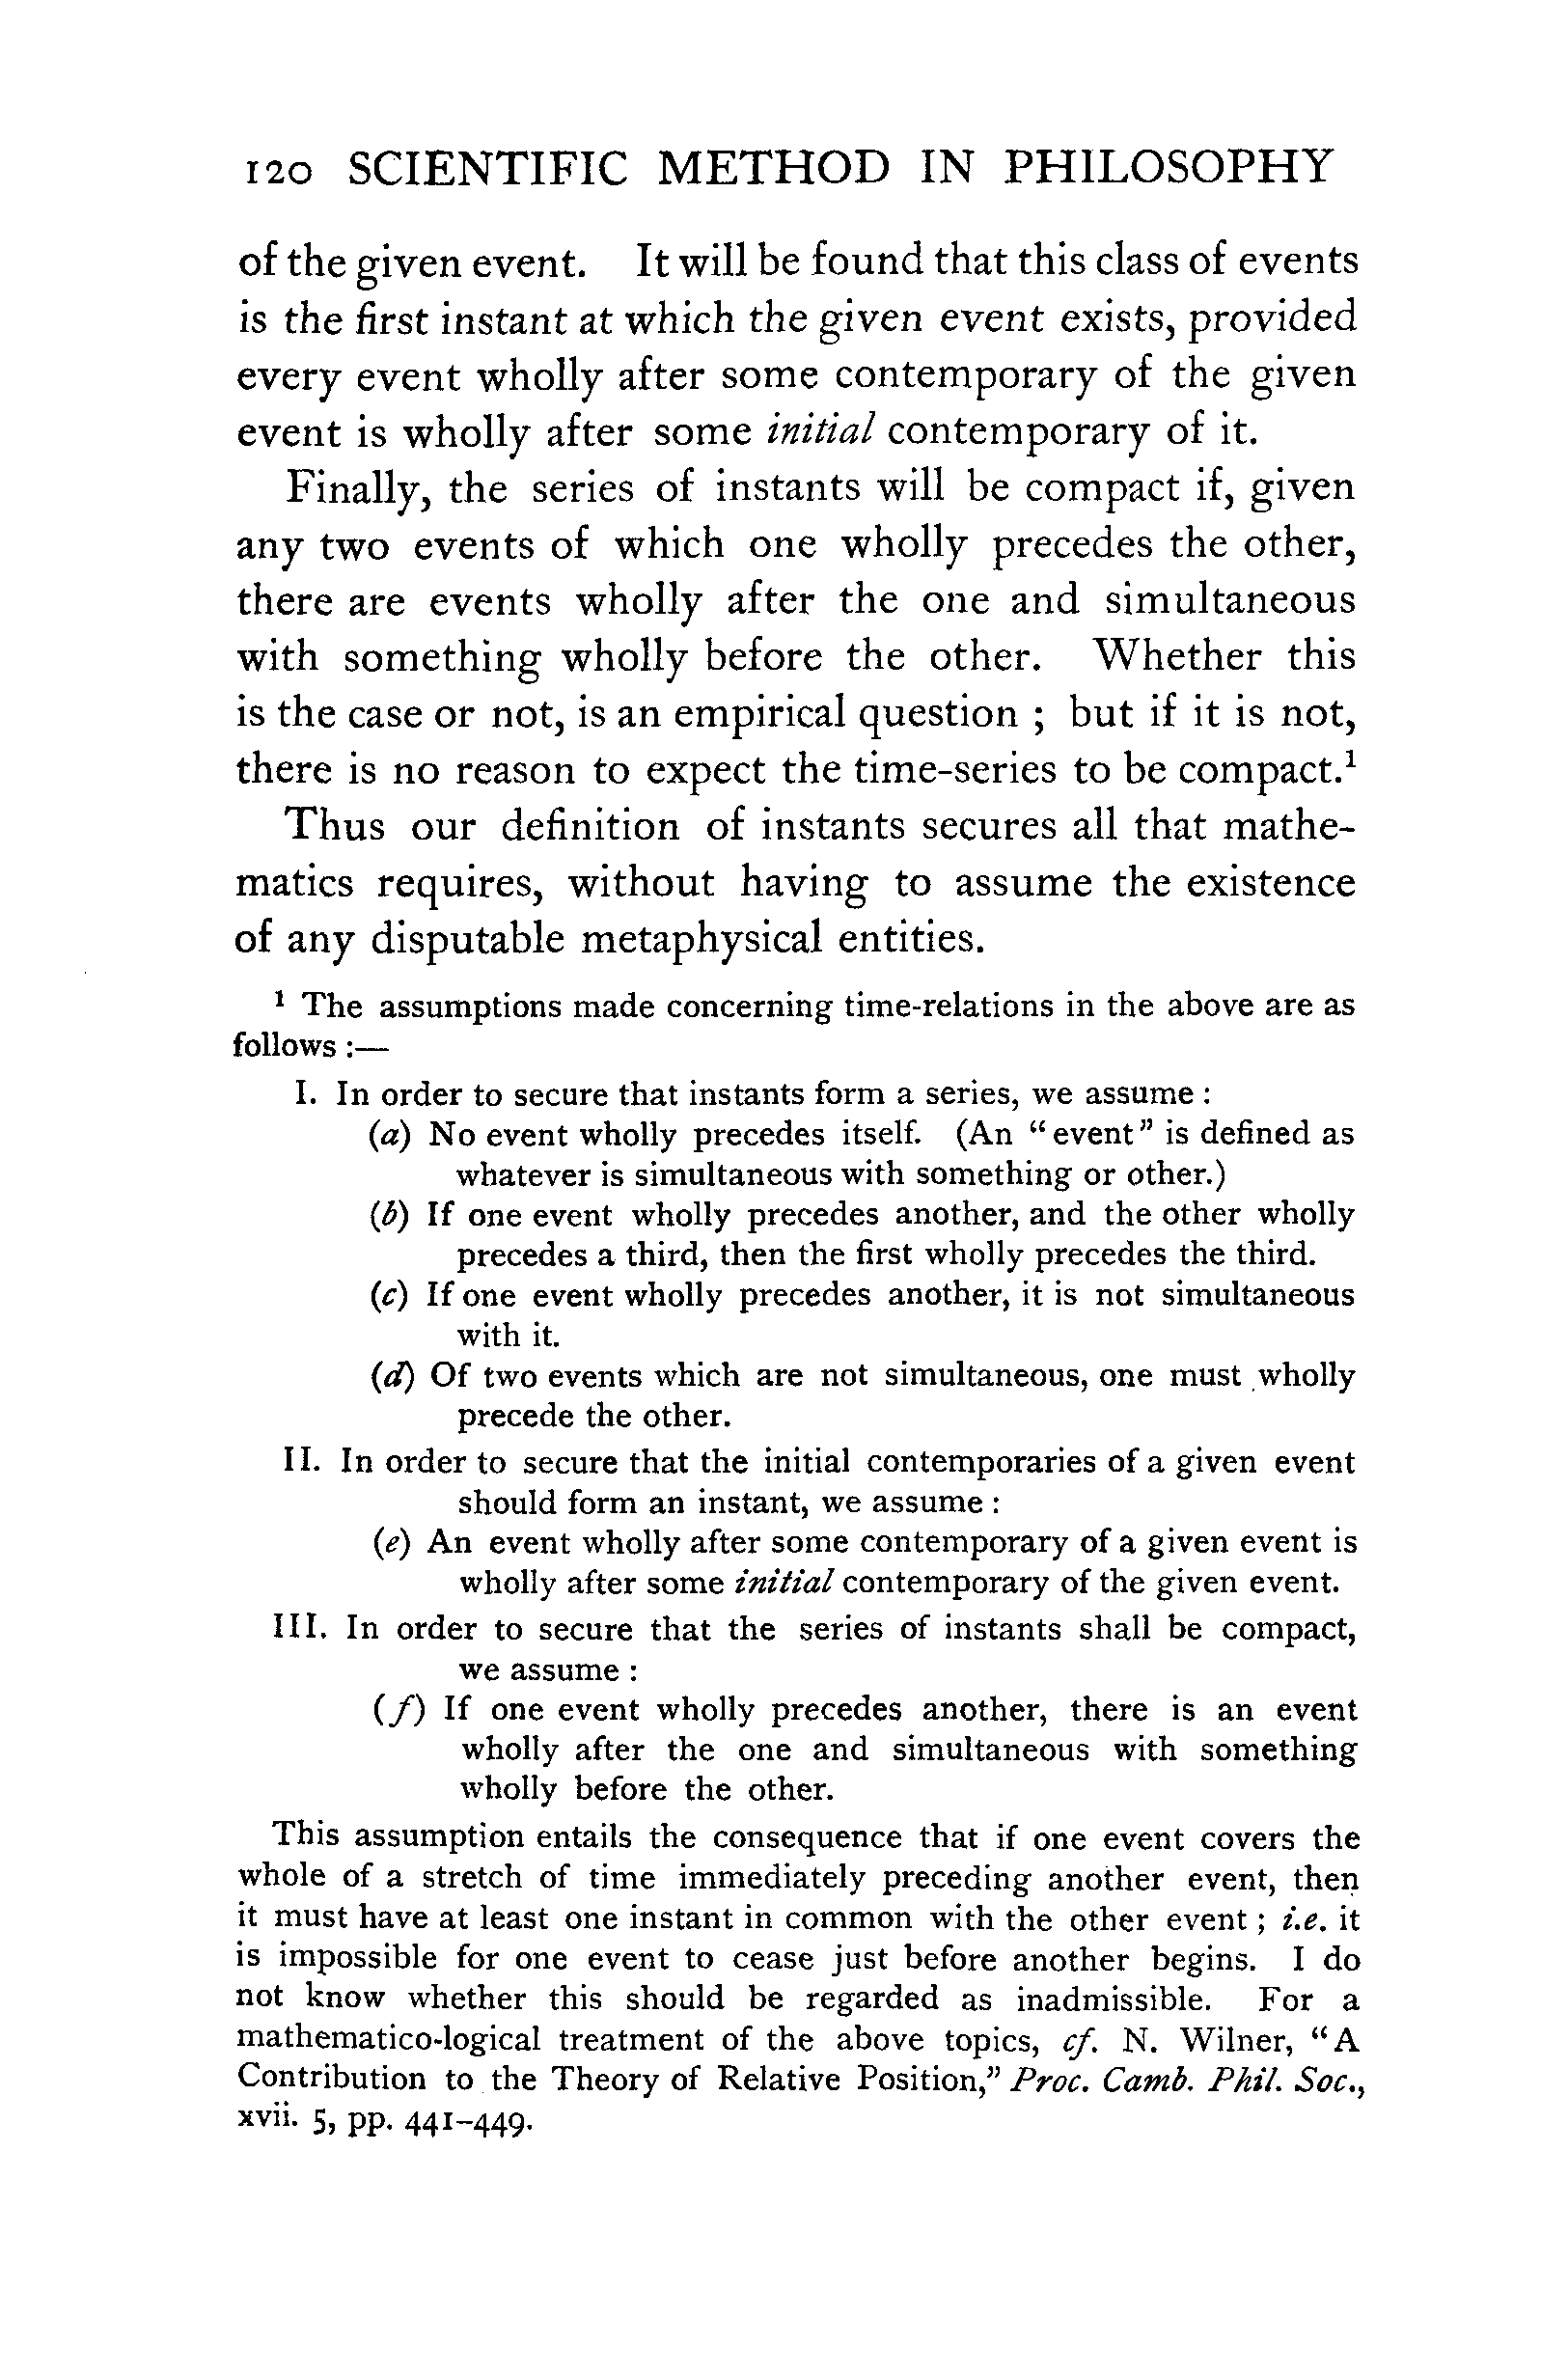 120 SCIENTIFIC METHOD IN PHILOSOPHY
of the given event. It will be found that this class of events
is the first instant at which the given event exists, provided
every event wholly after some contemporary of the given
event is wholly after some initial contemporary of it.
Finally, the series of instants will be compact if, given
any two events of which one wholly precedes the other,
there are events wholly after the one and simultaneous
with something wholly before the other. Whether this
is the case or not, is an empirical question ; but if it is not,
there is no reason to expect the time-series to be compact.¹
Thus our definition of instants secures all that mathe-
matics requires, without having to assume the existence
of any disputable metaphysical entities.
¹ The assumptions made concerning time-relations in the above are as
follows :—
I. In order to secure that instants form a series, we assume :
(a) No event wholly precedes itself. (An “event” is defined as
whatever is simultaneous with something or other.)
(b) If one event wholly precedes another, and the other wholly
precedes a third, then the first wholly precedes the third.
(c) If one event wholly precedes another, it is not simultaneous
with it.
(d) Of two events which are not simultaneous, one must wholly
precede the other.
II. In order to secure that the initial contemporaries of a given event
should form an instant, we assume :
(e) An event wholly after some contemporary of a given event is
wholly after some initial contemporary of the given event.
III. In order to secure that the series of instants shall be compact,
we assume :
(f) If one event wholly precedes another, there is an event
wholly after the one and simultaneous with something
wholly before the other.
This assumption entails the consequence that if one event covers the
whole of a stretch of time immediately preceding another event, then
it must have at least one instant in common with the other event ; i.e. it
is impossible for one event to cease just before another begins. I do
not know whether this should be regarded as inadmissible. For a
mathematico-logical treatment of the above topics, cf. N. Wilner, “A
Contribution to the Theory of Relative Position,” Proc. Camb. Phil. Soc.,
xvii. 5, pp. 441–449.